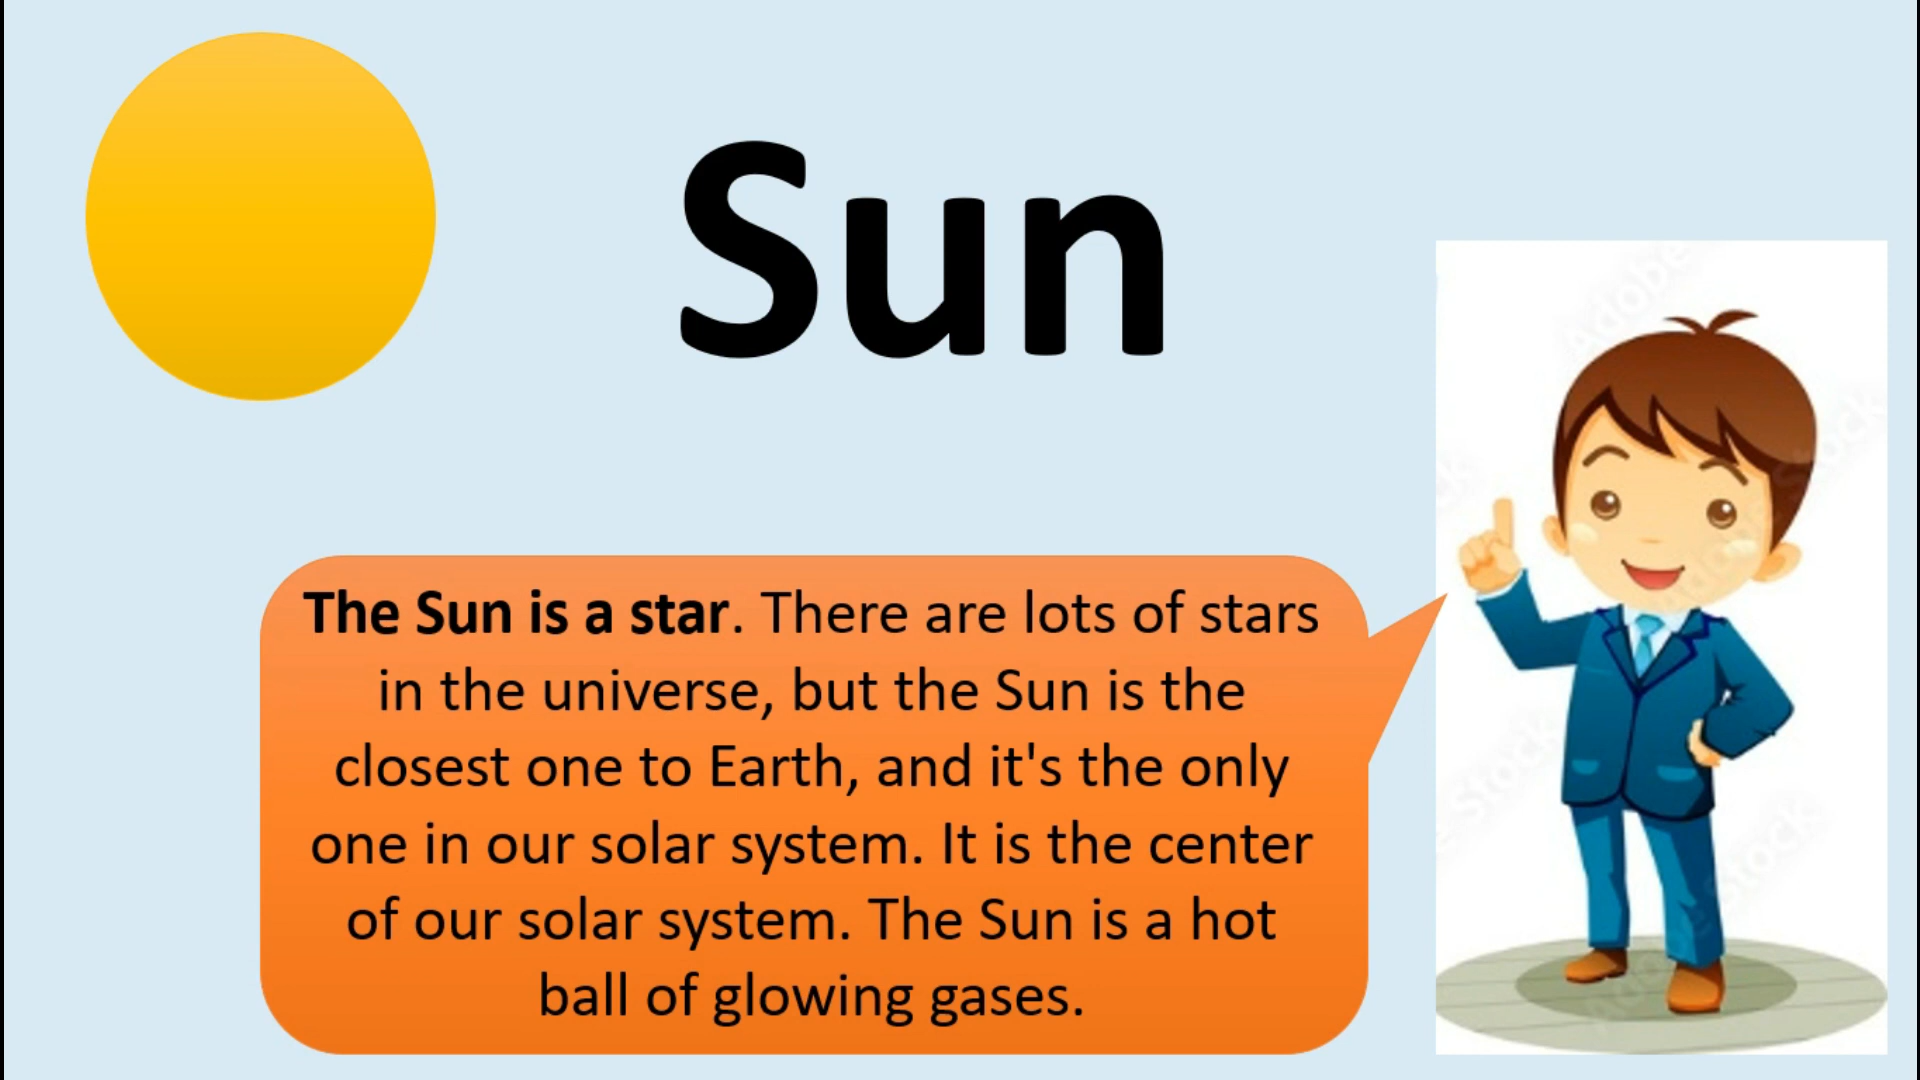 Sun
The Sun is a star. There are lots of stars
in the universe, but the Sun is the
closest one to Earth, and it's the only
one in our solar system. It is the center
of our solar system. The Sun is a hot
ball of glowing gases.